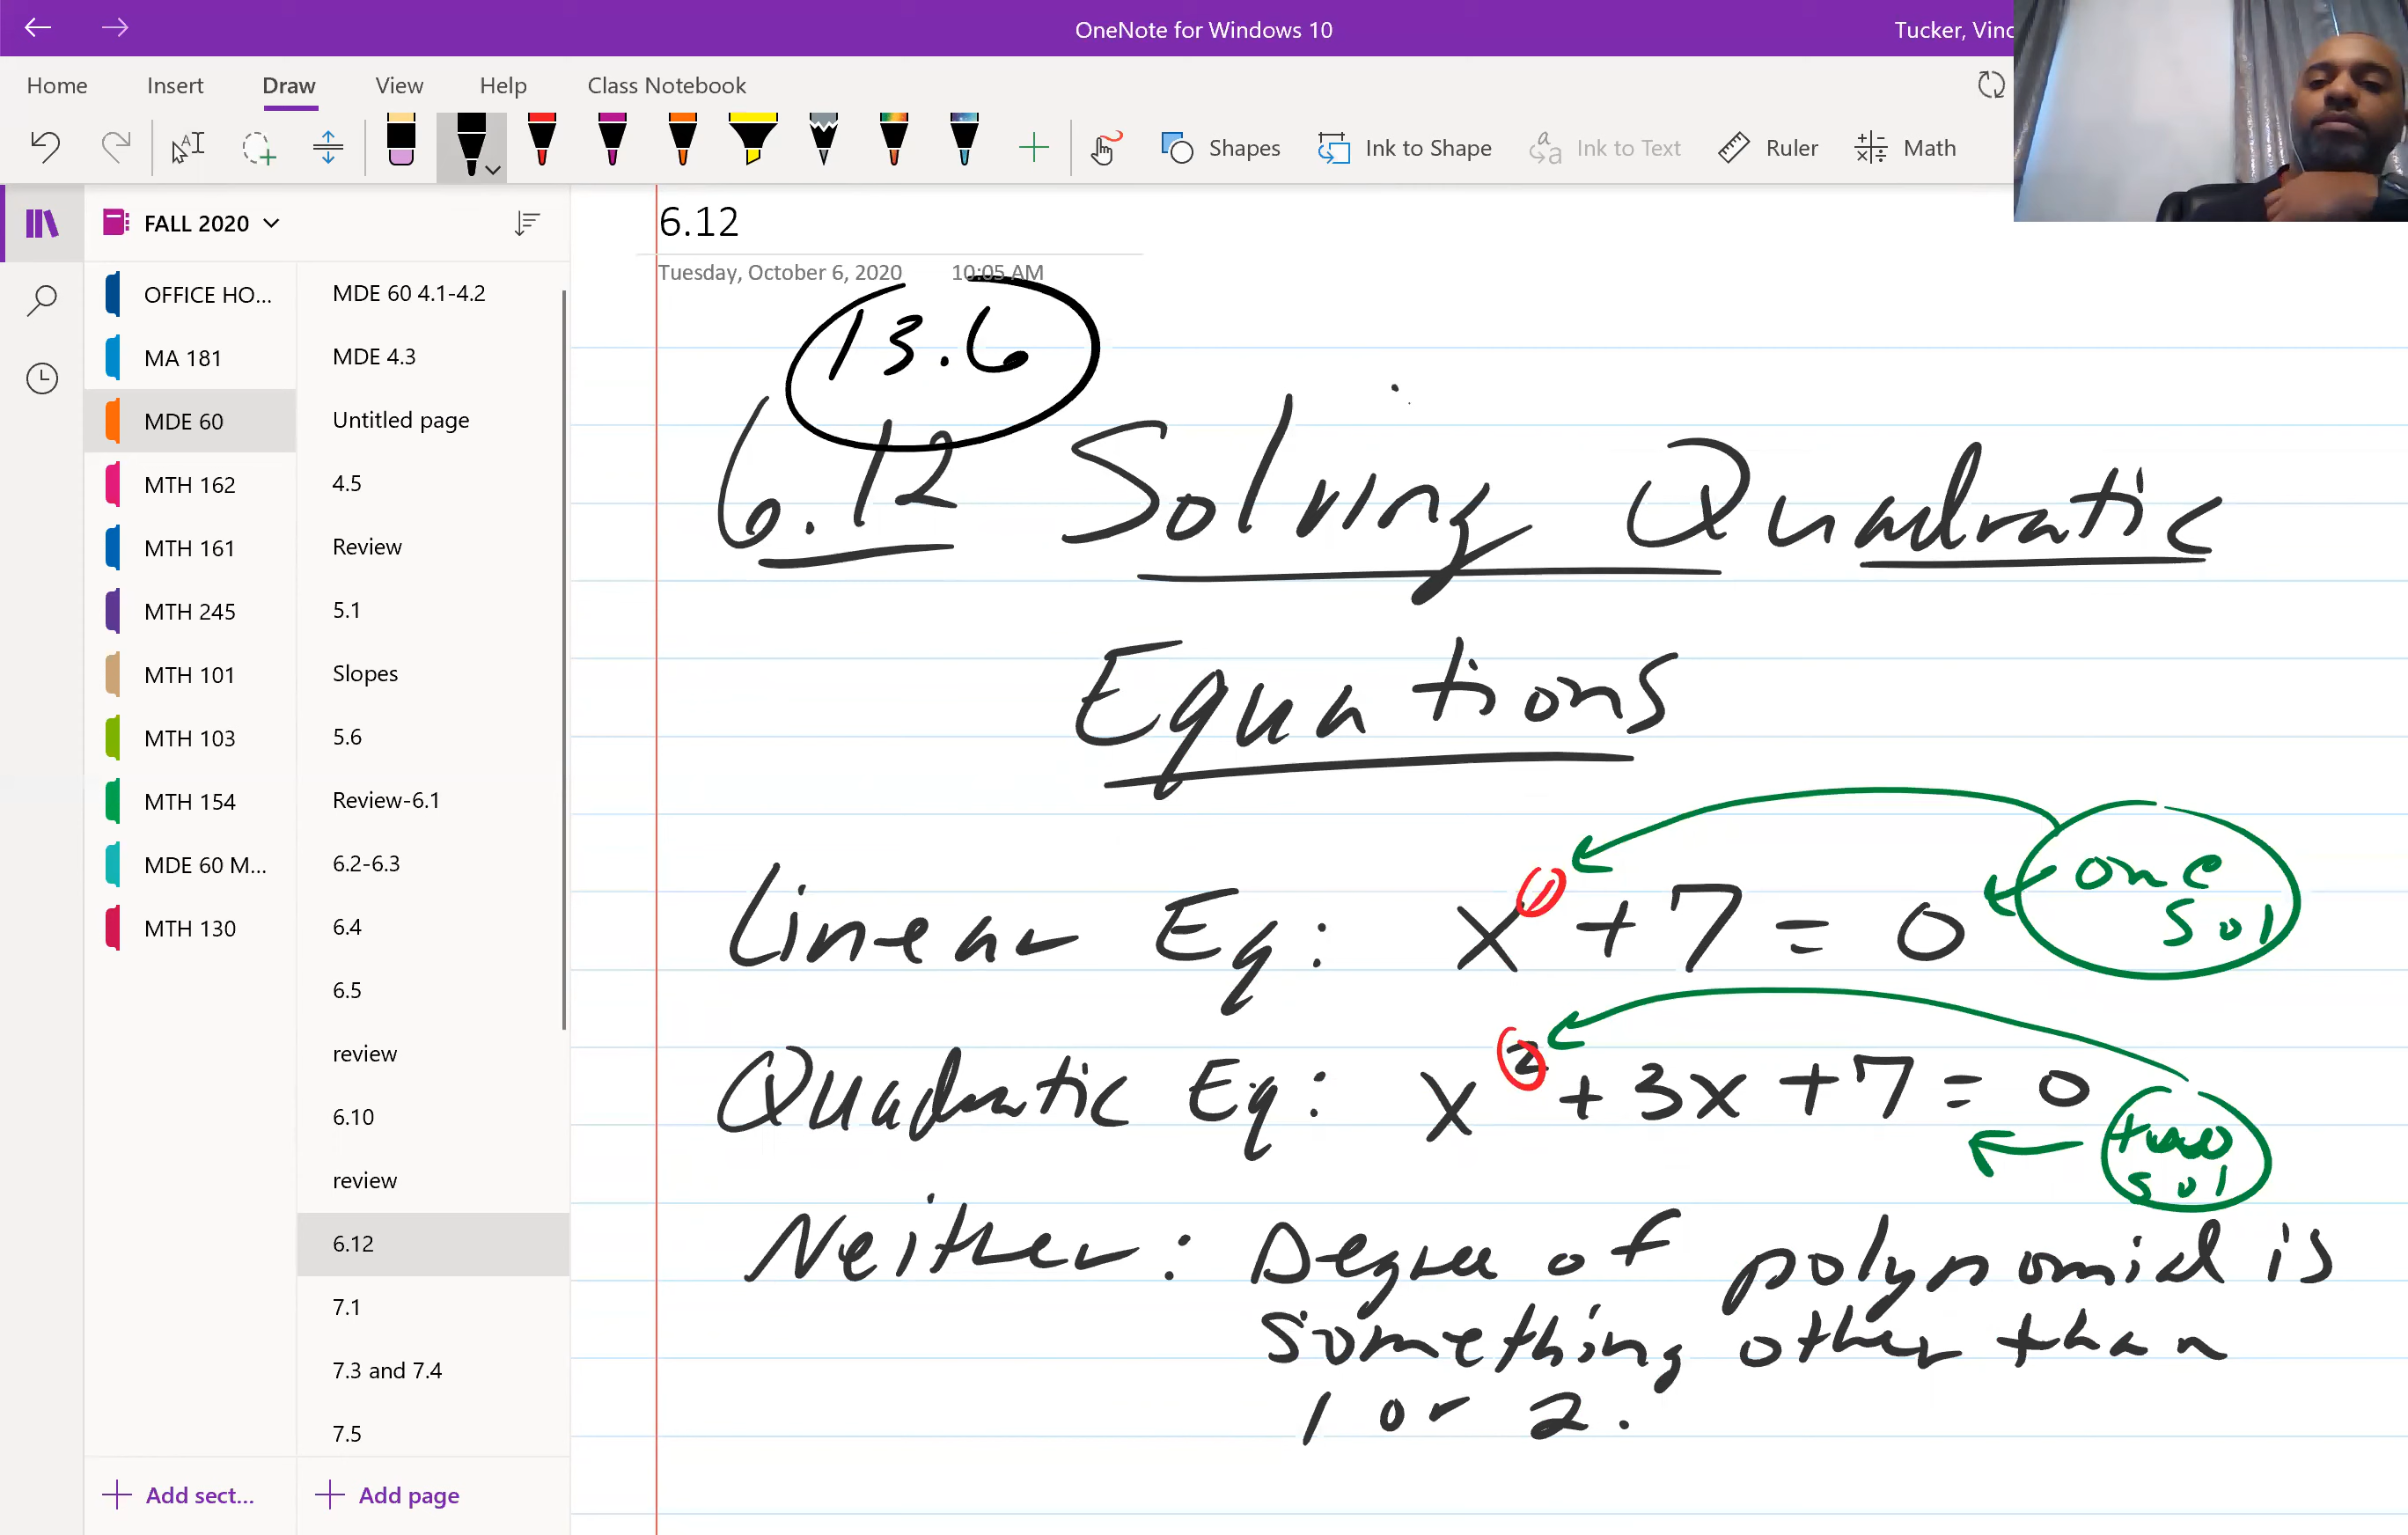 OneNote for Windows 10
Tucker, Vinc
Home Insert Draw View Help Class Notebook
Shapes Ink to Shape Ink to Text Ruler Math
FALL 2020
OFFICE HO...
MA 181
MDE 60
MTH 162
MTH 161
MTH 245
MTH 101
MTH 103
MTH 154
MDE 60 M...
MTH 130
Add sect...
MDE 60 4.1-4.2
MDE 4.3
Untitled page
4.5
Review
5.1
Slopes
5.6
Review-6.1
6.2-6.3
6.4
6.5
review
6.10
review
6.12
7.1
7.3 and 7.4
7.5
Add page
6.12
Tuesday, October 6, 2020 10:05 AM
13.6
6.12 Solving Quadratic
Equations
Linear Eq: x¹ + 7 = 0
one
sol
Quadratic Eq: x² + 3x + 7 = 0
two
sol
Neither: Degree of polynomial is
something other than
1 or 2.